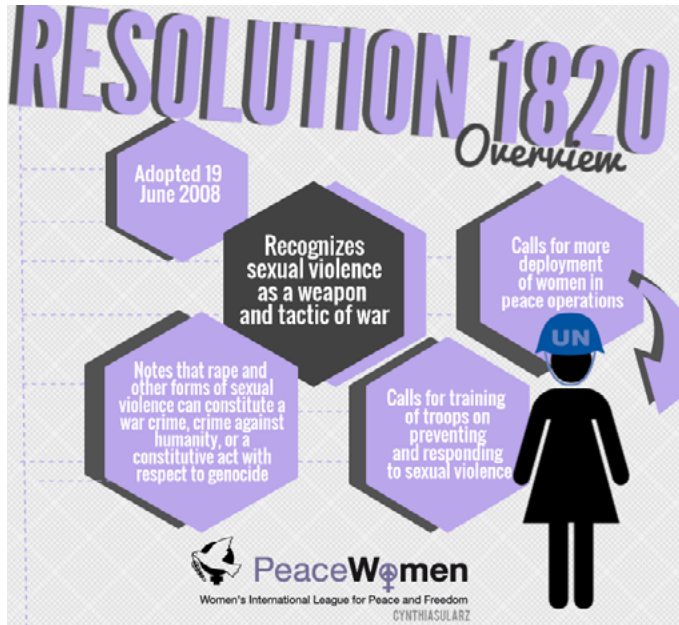 RESOLUTION 1820
Overview
Adopted 19
June 2008
Recognizes
sexual violence
as a weapon
and tactic of war
Calls for more
deployment
of women in
peace operations
UN
Notes that rape and
other forms of sexual
violence can constitute a
war crime, crime against
humanity, or a
constitutive act with
respect to genocide
Calls for training
of troops on
preventing
and responding
to sexual violence
PeaceWomen
Women's International League for Peace and Freedom
CYNTHIASULARZ